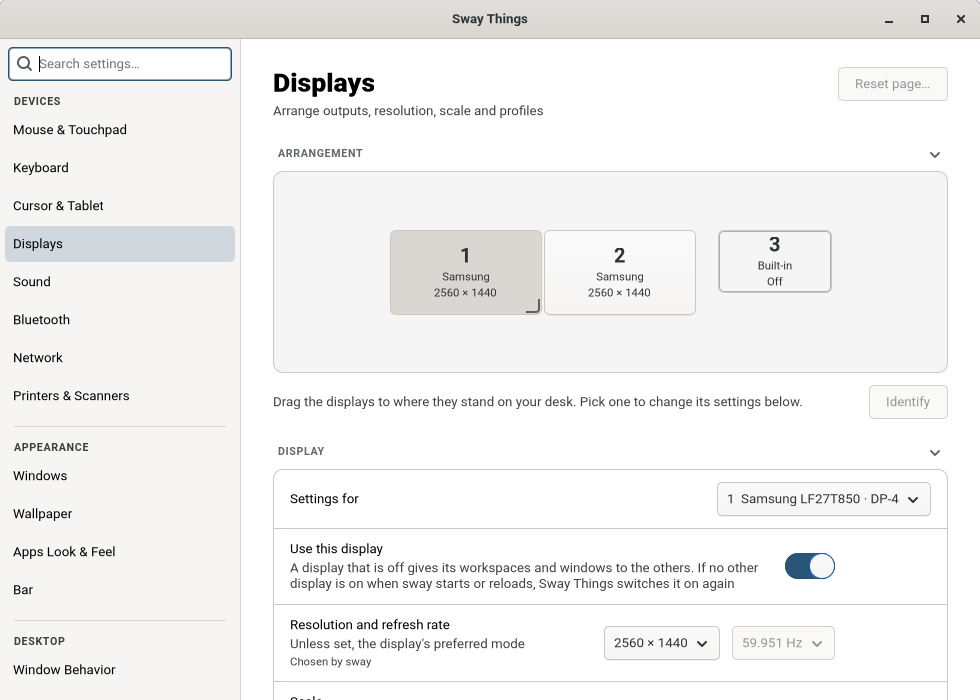 Sway Things
Search settings…
DEVICES
Mouse & Touchpad
Keyboard
Cursor & Tablet
Displays
Sound
Bluetooth
Network
Printers & Scanners
APPEARANCE
Windows
Wallpaper
Apps Look & Feel
Bar
DESKTOP
Window Behavior
Displays
Reset page…
Arrange outputs, resolution, scale and profiles
ARRANGEMENT
1
Samsung
2560 × 1440
2
Samsung
2560 × 1440
3
Built-in
Off
Drag the displays to where they stand on your desk. Pick one to change its settings below.
Identify
DISPLAY
Settings for
1 Samsung LF27T850 · DP-4
Use this display
A display that is off gives its workspaces and windows to the others. If no other
display is on when sway starts or reloads, Sway Things switches it on again
Resolution and refresh rate
Unless set, the display's preferred mode
Chosen by sway
2560 × 1440
59.951 Hz